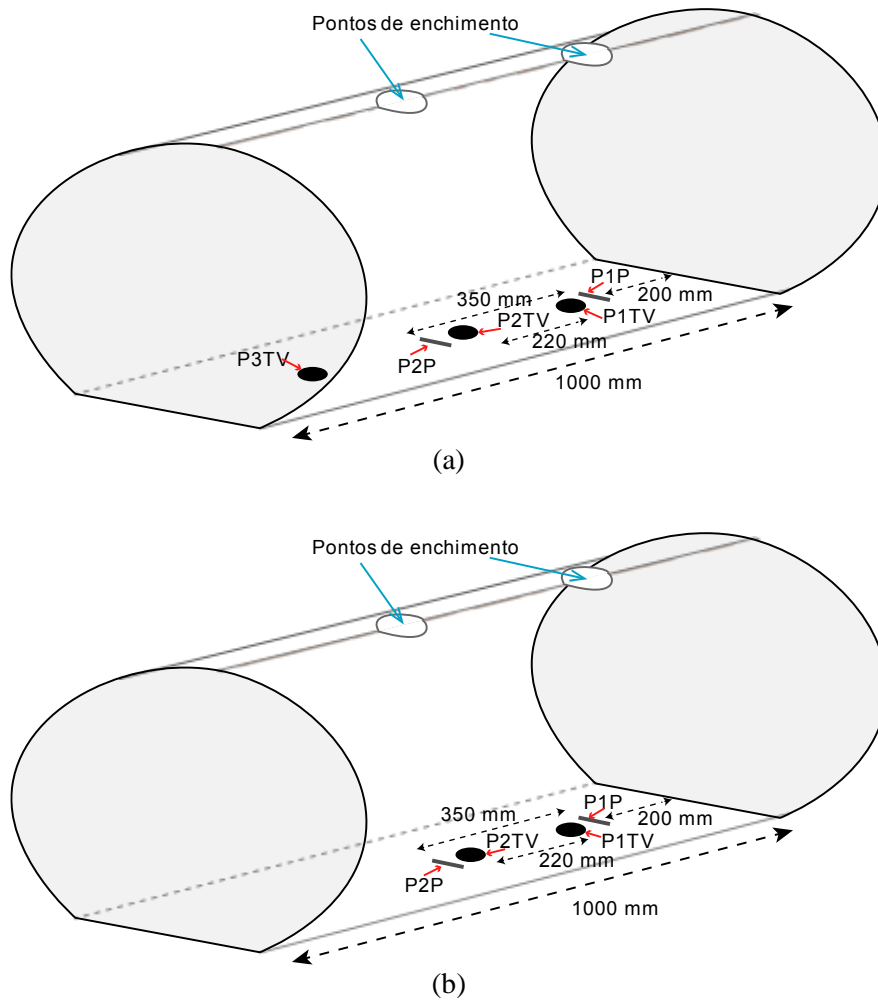 Pontos de enchimento
P1P
350 mm
200 mm
P2TV
P1TV
220 mm
P3TV
P2P
1000 mm
(a)
Pontos de enchimento
P1P
350 mm
200 mm
P2TV
P1TV
220 mm
P2P
1000 mm
(b)